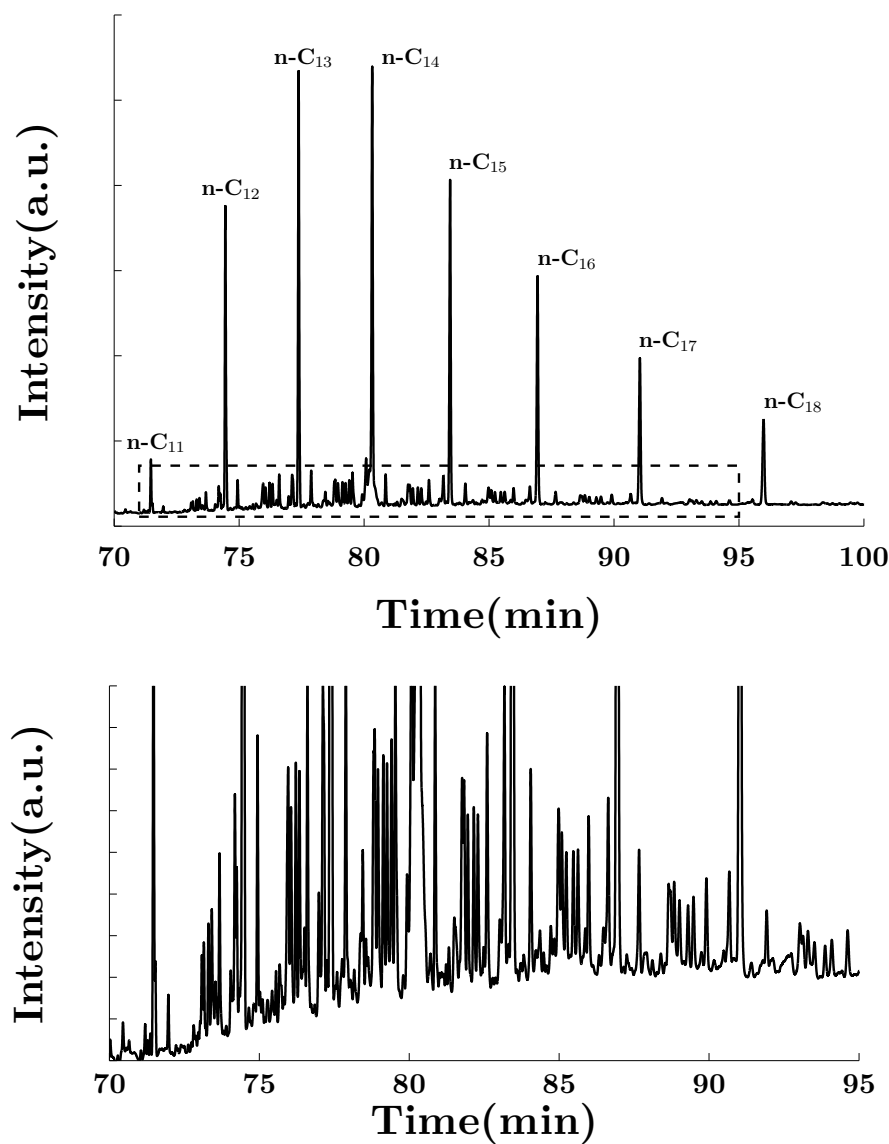 n-C₁₃ n-C₁₄
n-C₁₅
n-C₁₂
n-C₁₆
n-C₁₇
n-C₁₈
n-C₁₁
Intensity(a.u.)
70 75 80 85 90 95 100
Time(min)
Intensity(a.u.)
70 75 80 85 90 95
Time(min)